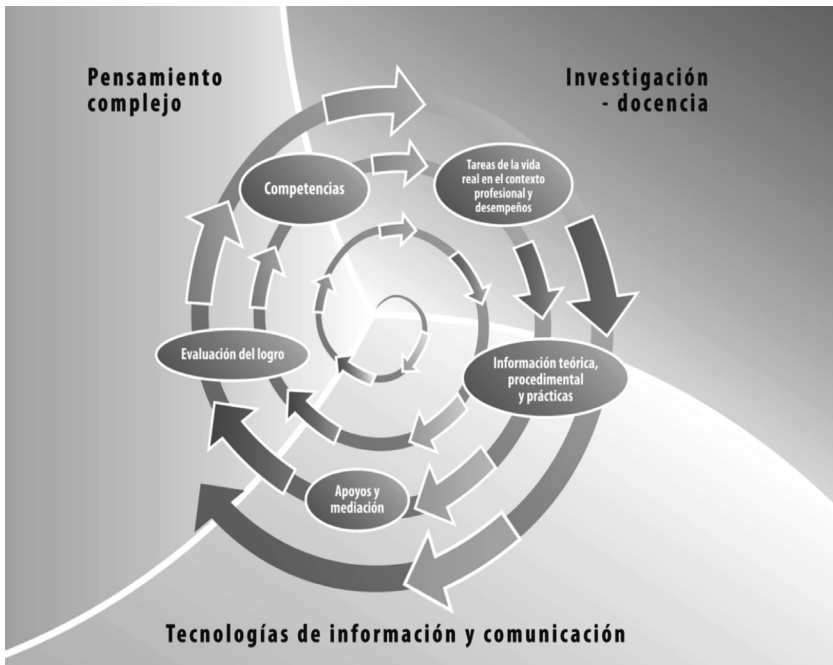 Pensamiento
complejo
Investigación
- docencia
Competencias
Tareas de la vida
real en el contexto
profesional y
desempeños
Evaluación del logro
Información teórica,
procedimental
y prácticas
Apoyos y
mediación
Tecnologías de información y comunicación